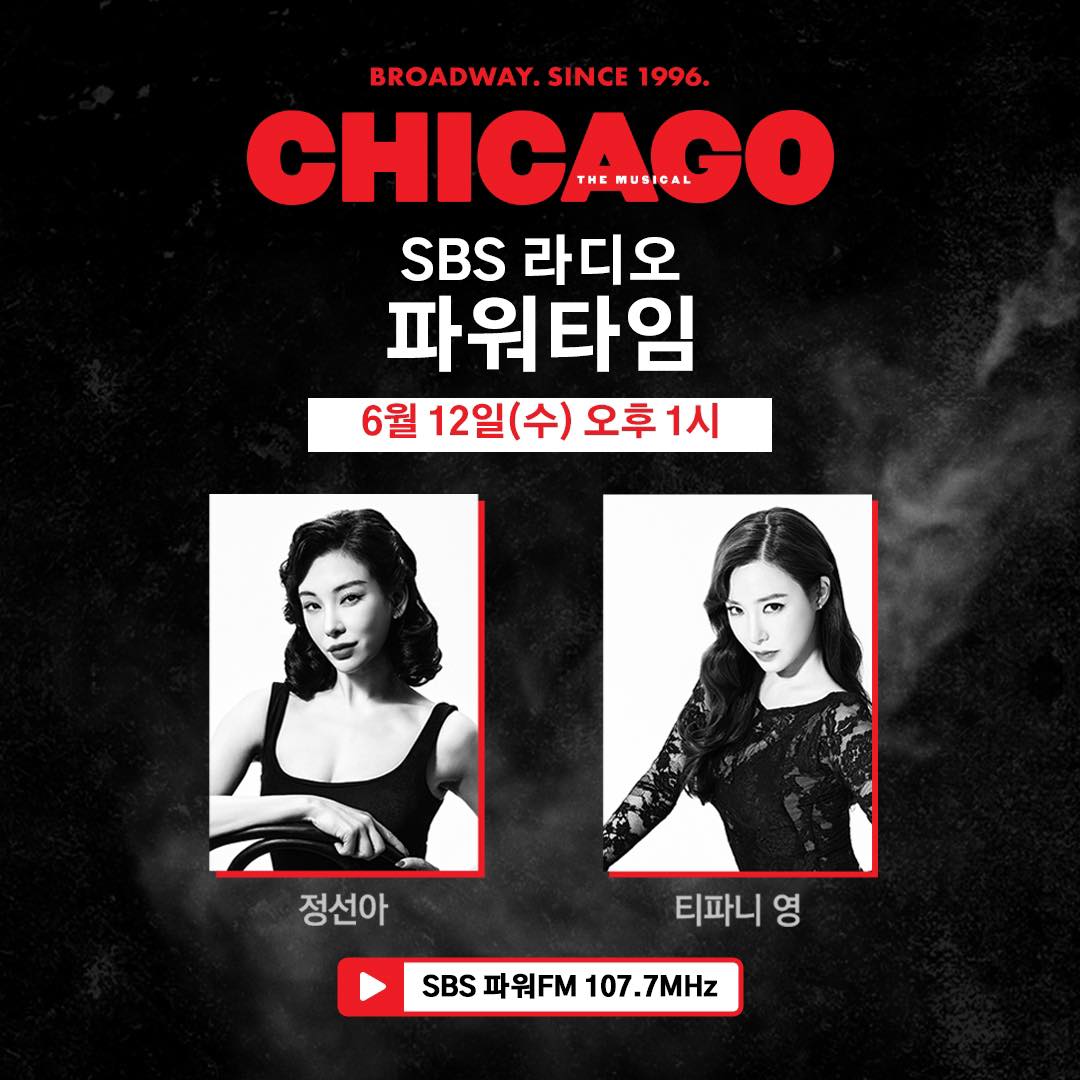 BROADWAY. SINCE 1996.
CHICAGO
THE MUSICAL
SBS 라디오
파워타임
6월 12일(수) 오후 1시
정선아
티파니 영
SBS 파워FM 107.7MHz